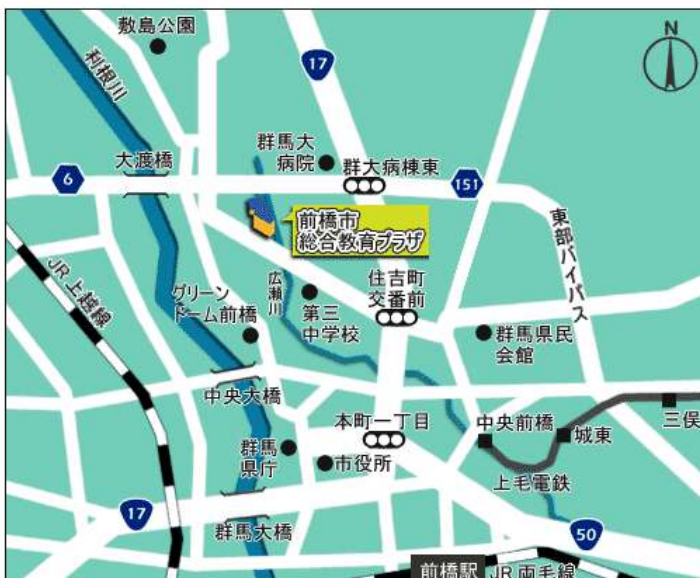 敷島公園
N
17
利根川
群馬大
病院
大渡橋
群大病棟東
6
151
前橋市
総合教育プラザ
東部バイパス
JR上越線
広瀬川
住吉町
交番前
グリーン
ドーム前橋
第三
中学校
群馬県民
会館
中央大橋
本町一丁目
中央前橋
城東
三俣
群馬
県庁
市役所
上毛電鉄
17
群馬大橋
50
前橋駅
JR両毛線